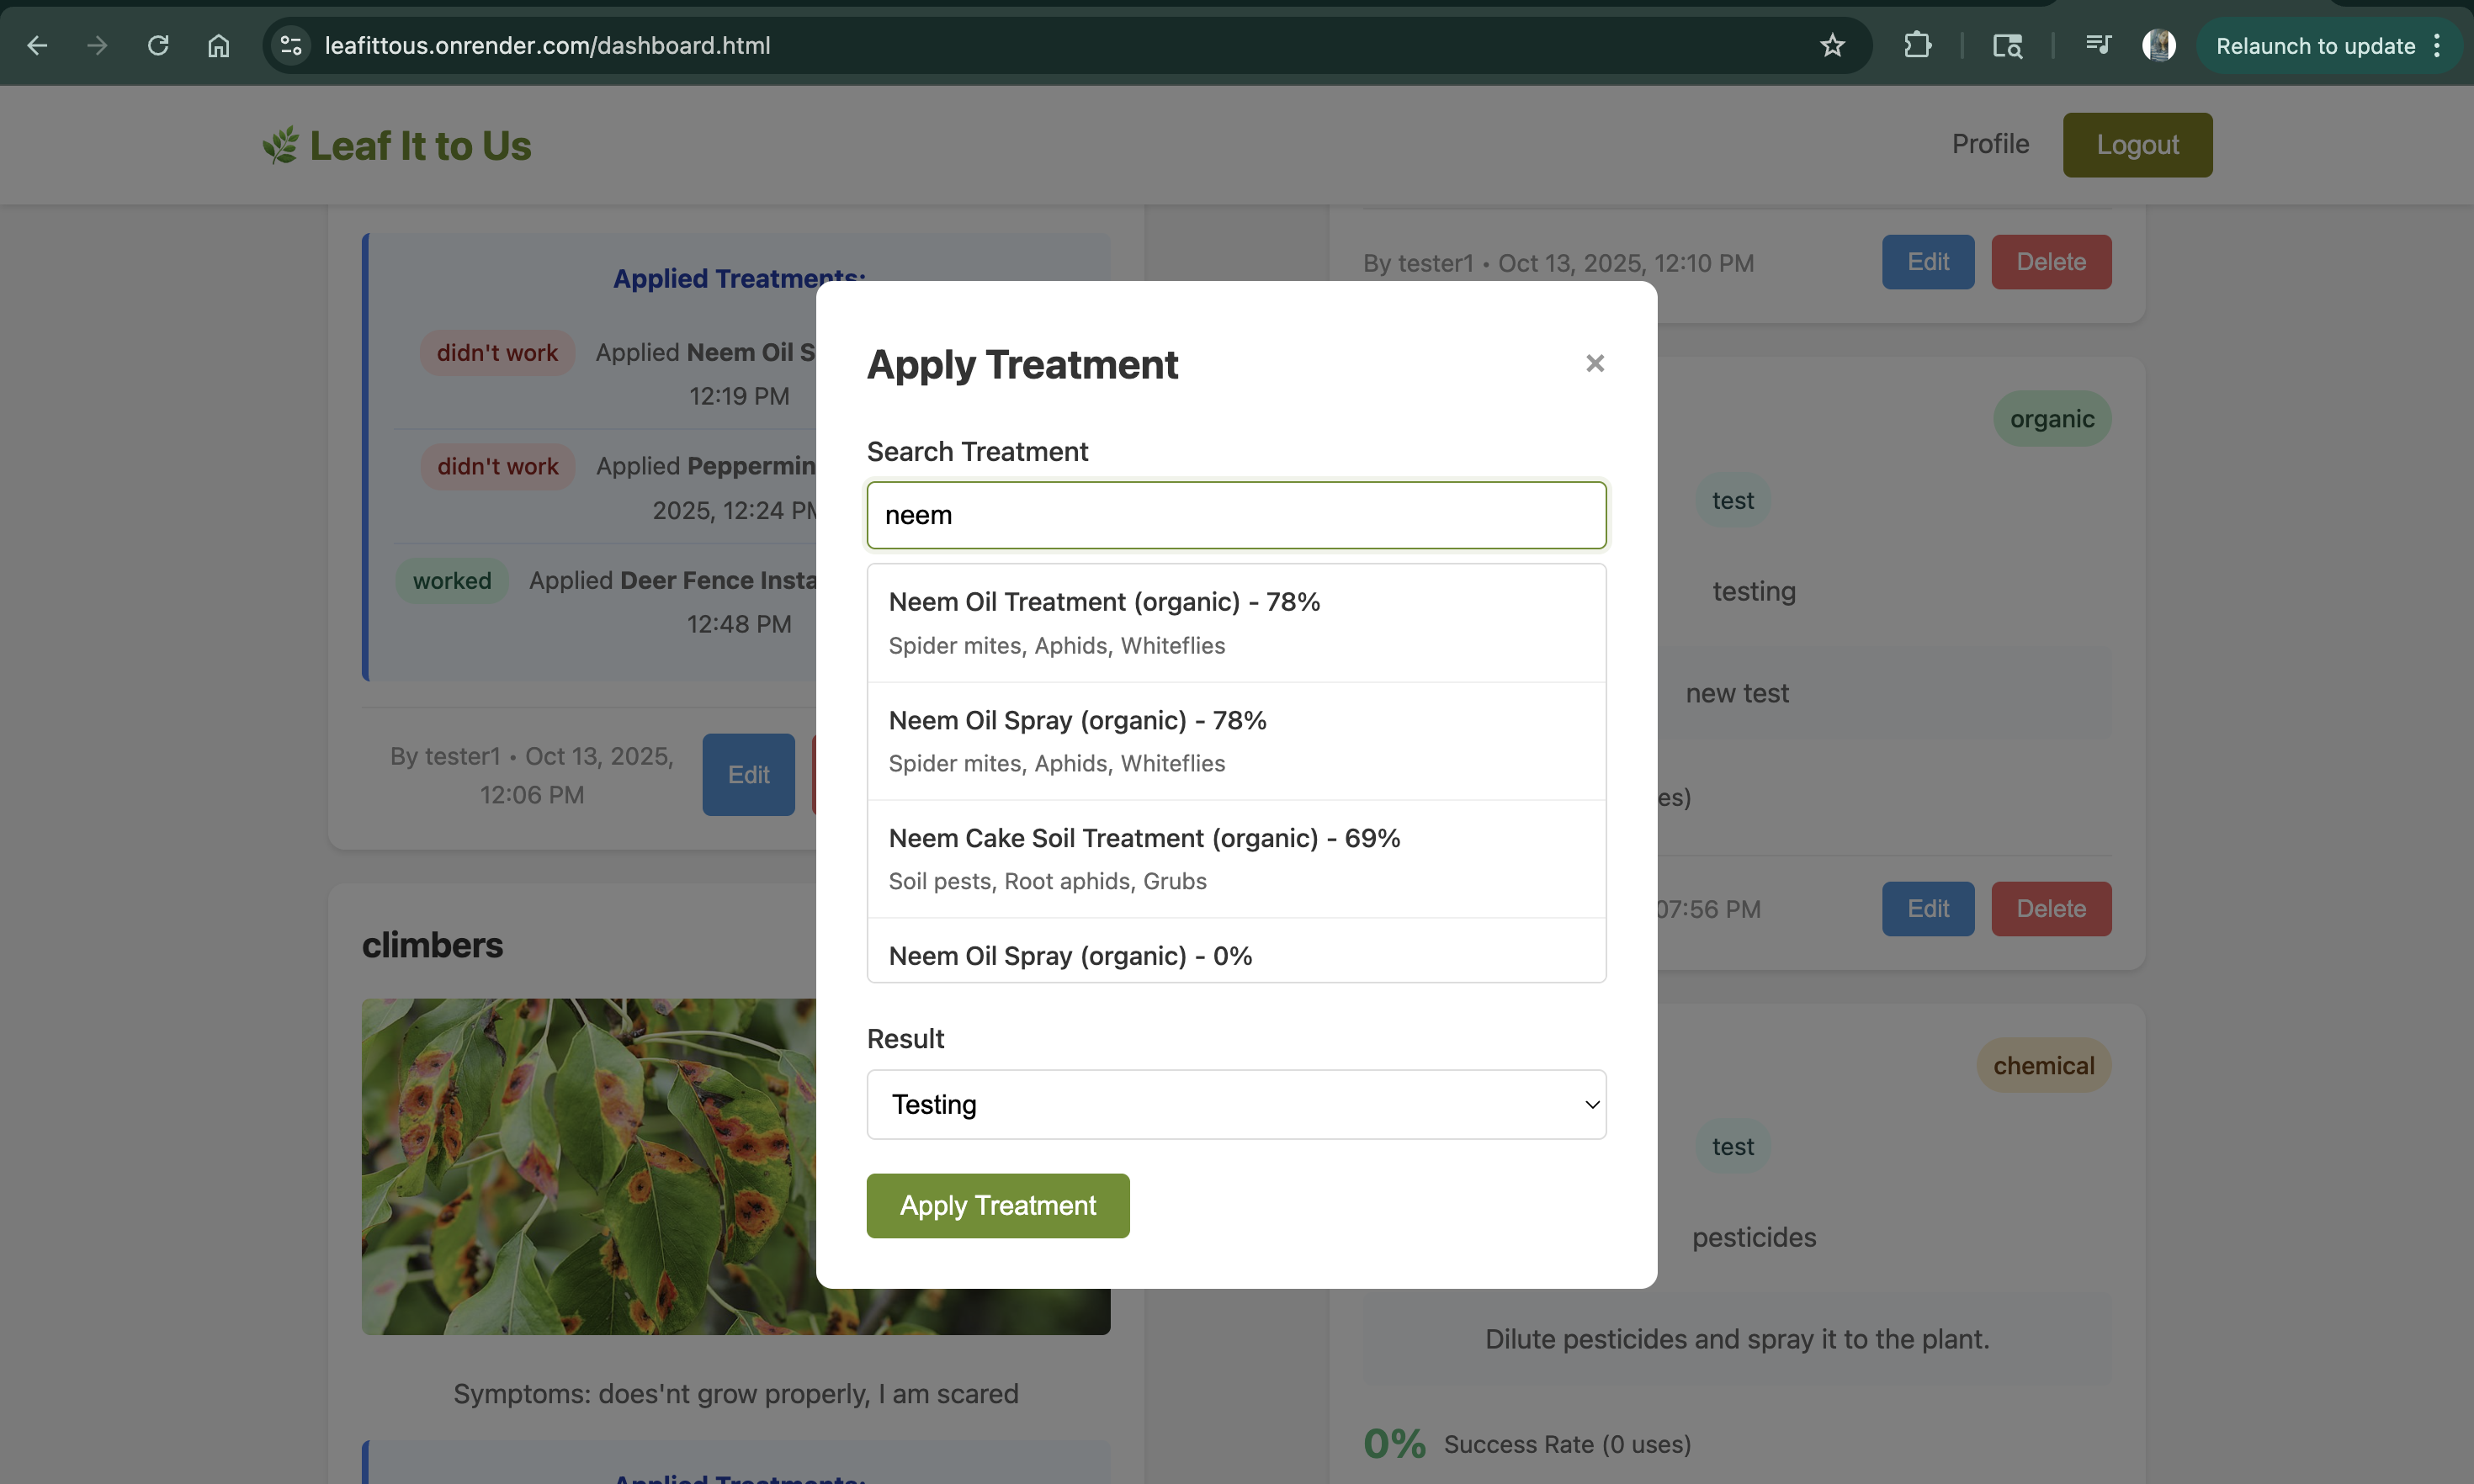 leafittous.onrender.com/dashboard.html
Relaunch to update
🌿 Leaf It to Us
Profile
Logout
Applied Treatments:
didn't work Applied Neem Oil
12:19 PM
didn't work Applied
2025, 12:24 PM
worked Applied Deer Fence
12:48 PM
By tester1 • Oct 13, 2025,
12:06 PM
Edit
climbers
Symptoms: does'nt grow properly, I am scared
Applied Treatments:
Apply Treatment
×
Search Treatment
neem
Neem Oil Treatment (organic) - 78%
Spider mites, Aphids, Whiteflies
Neem Oil Spray (organic) - 78%
Spider mites, Aphids, Whiteflies
Neem Cake Soil Treatment (organic) - 69%
Soil pests, Root aphids, Grubs
Neem Oil Spray (organic) - 0%
Result
Testing
Apply Treatment
By tester1 • Oct 13, 2025, 12:10 PM
Edit
Delete
organic
test
testing
new test
es)
07:56 PM
Edit
Delete
chemical
test
pesticides
Dilute pesticides and spray it to the plant.
0% Success Rate (0 uses)